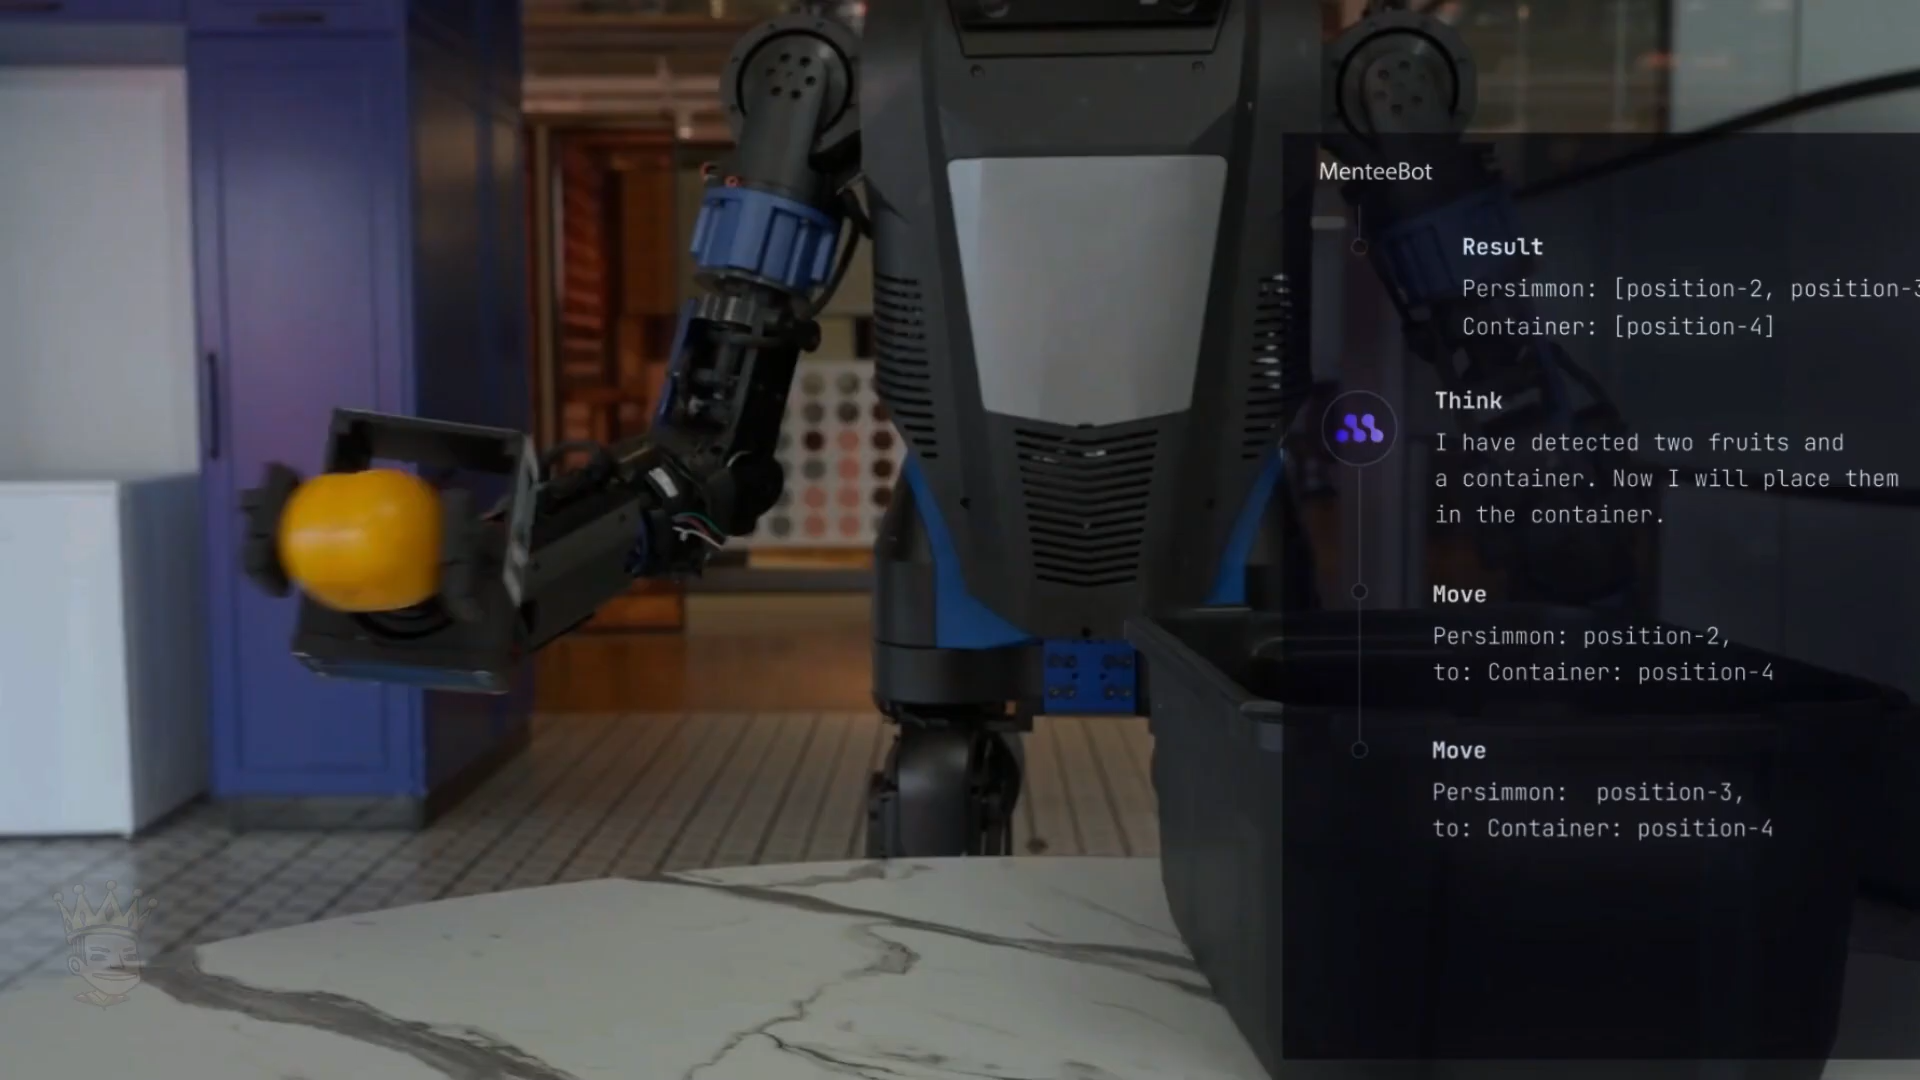 MenteeBot
Result
Persimmon: [position-2, position-3
Container: [position-4]
Think
I have detected two fruits and
a container. Now I will place them
in the container.
Move
Persimmon: position-2,
to: Container: position-4
Move
Persimmon: position-3,
to: Container: position-4